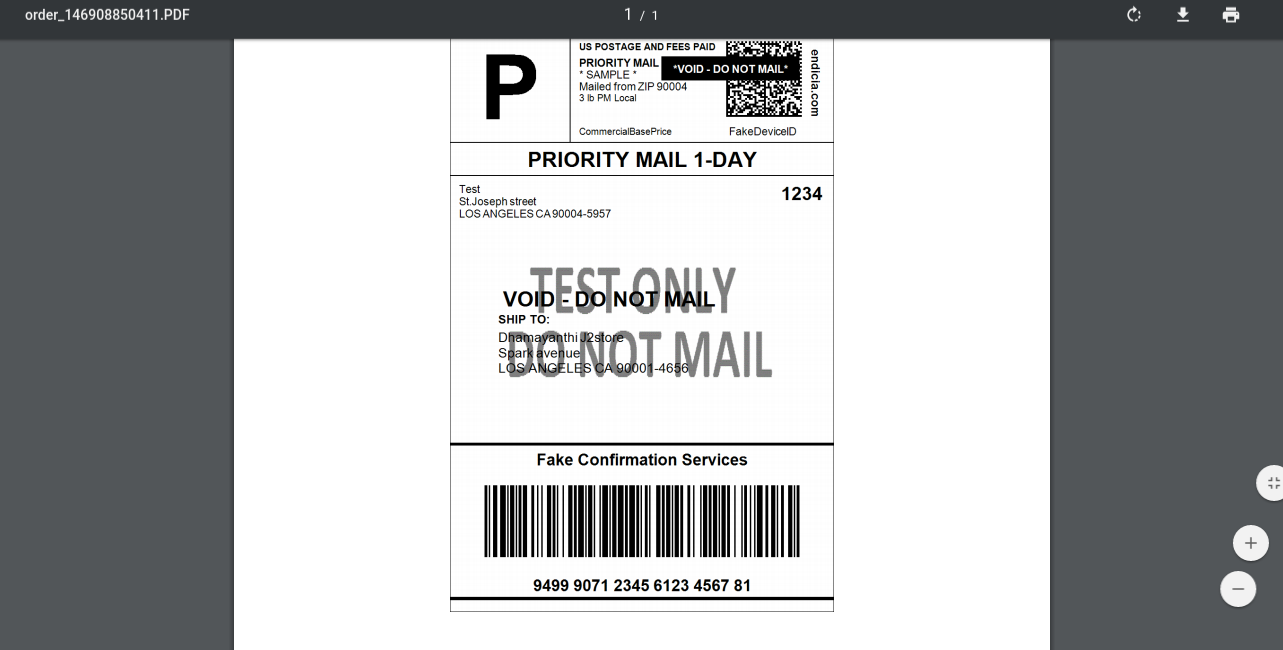 order_146908850411.PDF
1 / 1
P
US POSTAGE AND FEES PAID
PRIORITY MAIL
* SAMPLE *
Mailed from ZIP 90004
3 lb PM Local
CommercialBasePrice
*VOID - DO NOT MAIL*
endicia.com
FakeDeviceID
PRIORITY MAIL 1-DAY
Test
St.Joseph street
LOS ANGELES CA 90004-5957
1234
TEST ONLY
VOID - DO NOT MAIL
SHIP TO:
DO NOT MAIL
Dhamayanthi J2store
Spark avenue
LOS ANGELES CA 90001-4656
Fake Confirmation Services
9499 9071 2345 6123 4567 81